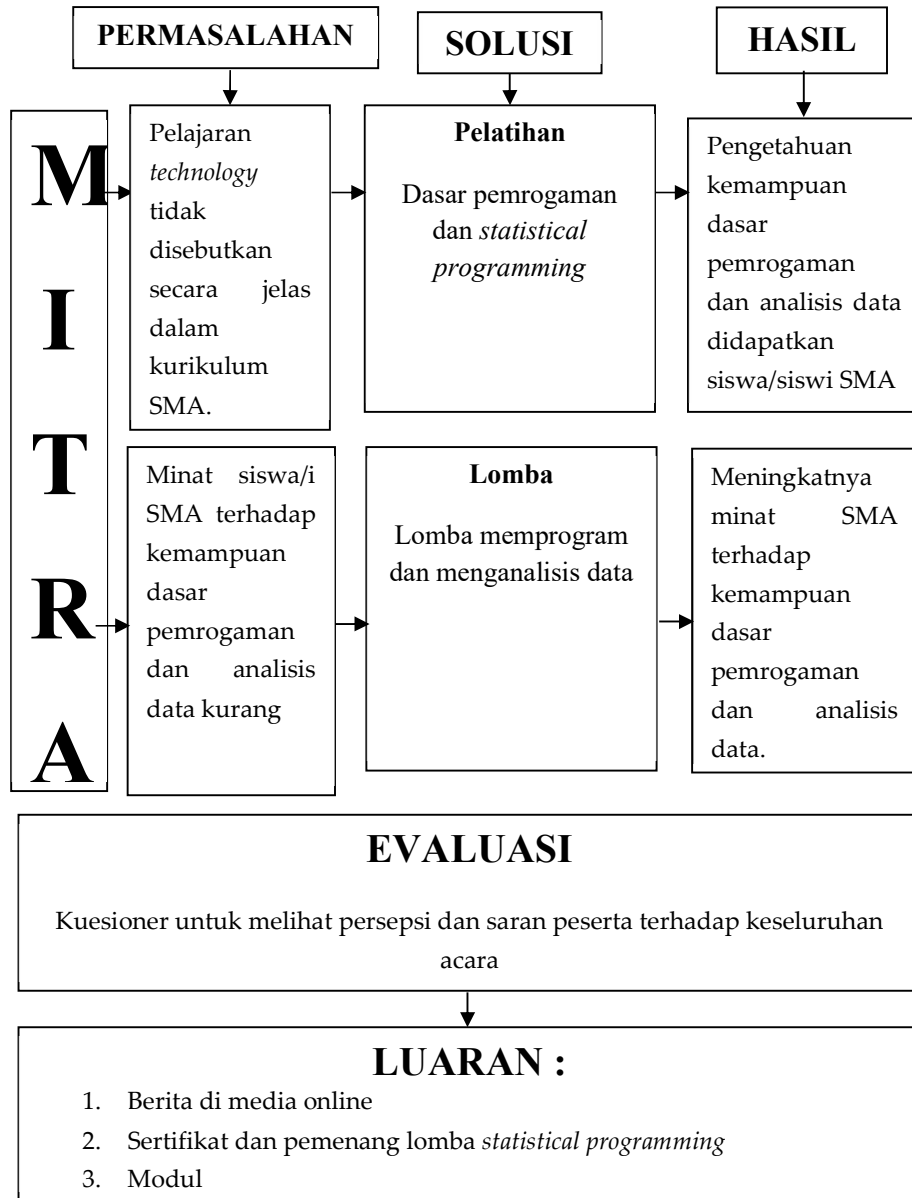 PERMASALAHAN
SOLUSI
HASIL
M
I
T
R
A
Pelajaran
technology
tidak
disebutkan
secara jelas
dalam
kurikulum
SMA.
Pelatihan
Dasar pemrogaman
dan statistical
programming
Pengetahuan
kemampuan
dasar
pemrogaman
dan analisis data
didapatkan
siswa/siswi SMA
Minat siswa/i
SMA terhadap
kemampuan
dasar
pemrogaman
dan analisis
data kurang
Lomba
Lomba memprogram
dan menganalisis data
Meningkatnya
minat SMA
terhadap
kemampuan
dasar
pemrogaman
dan analisis
data.
EVALUASI
Kuesioner untuk melihat persepsi dan saran peserta terhadap keseluruhan
acara
LUARAN :
1. Berita di media online
2. Sertifikat dan pemenang lomba statistical programming
3. Modul